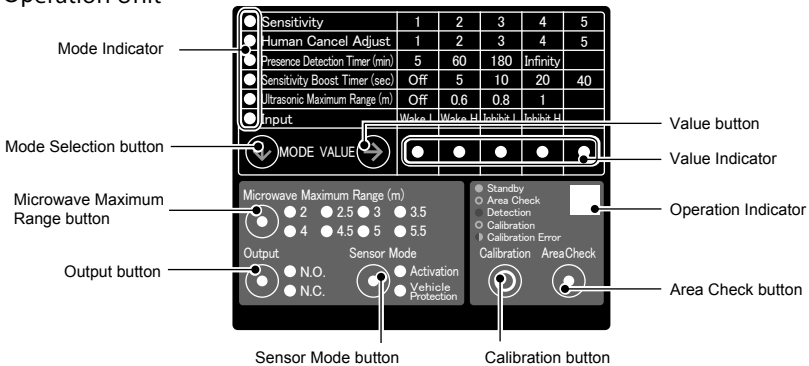 Operation Unit
Sensitivity 1 2 3 4 5
Human Cancel Adjust 1 2 3 4 5
Presence Detection Timer (min) 5 60 180 Infinity
Sensitivity Boost Timer (sec) Off 5 10 20 40
Ultrasonic Maximum Range (m) Off 0.6 0.8 1
Input Wake L Wake H Inhibit L Inhibit H
MODE VALUE
Mode Indicator
Mode Selection button
Microwave Maximum
Range button
Output button
Value button
Value Indicator
Operation Indicator
Area Check button
Microwave Maximum Range (m)
2 2.5 3 3.5
4 4.5 5 5.5
Output
N.O.
N.C.
Sensor Mode
Activation
Vehicle
Protection
Standby
Area Check
Detection
Calibration
Calibration Error
Calibration AreaCheck
Sensor Mode button
Calibration button